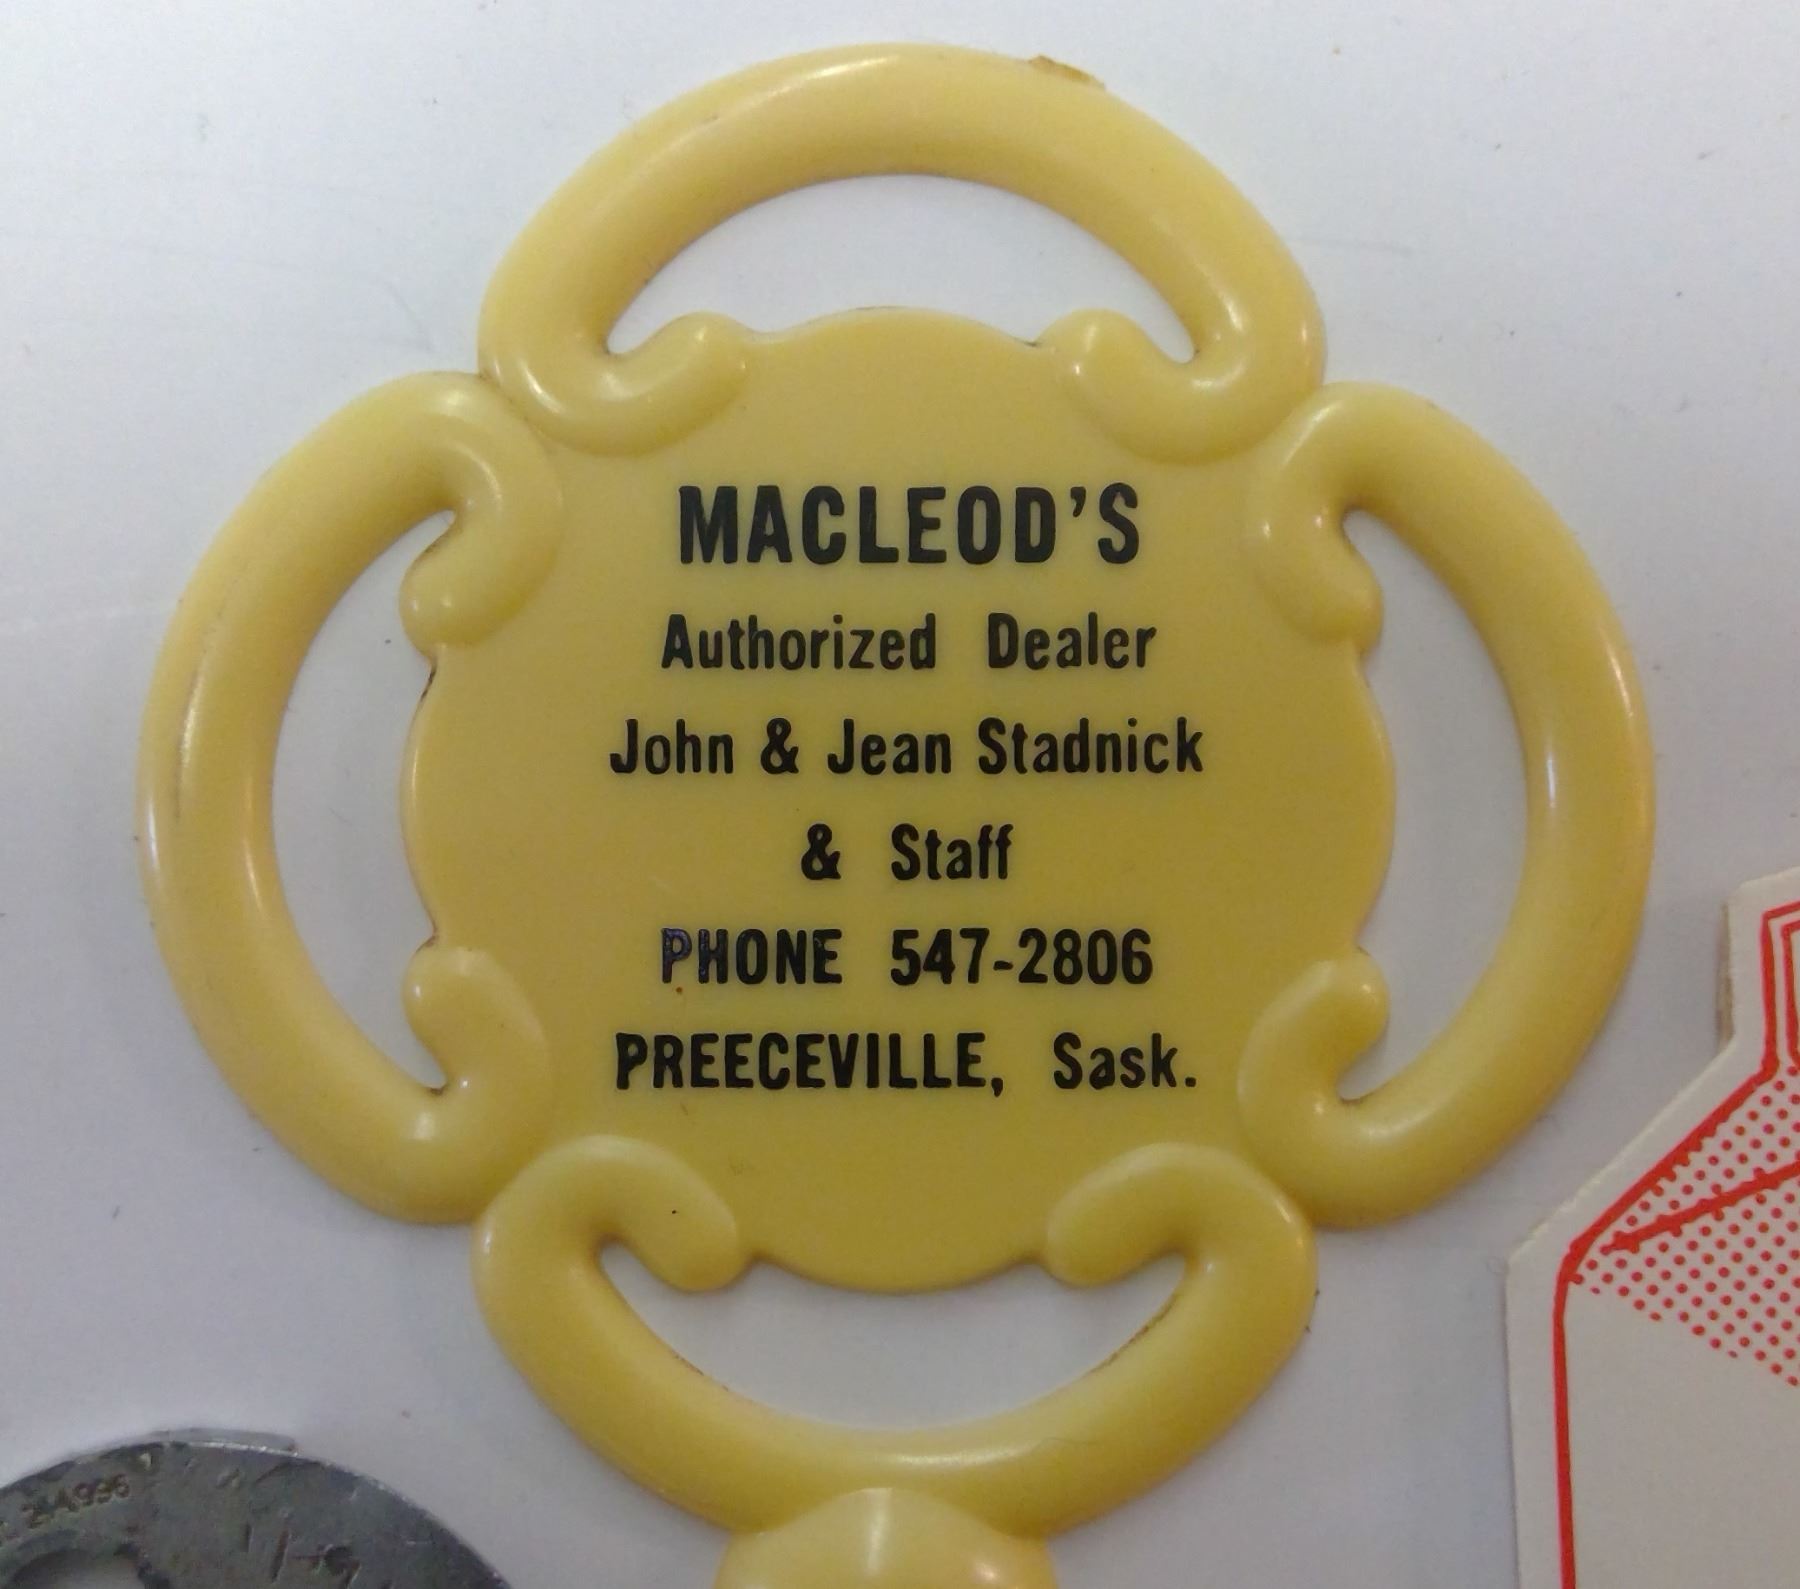 MACLEOD'S
Authorized Dealer
John & Jean Stadnick
& Staff
PHONE 547-2806
PREECEVILLE, Sask.